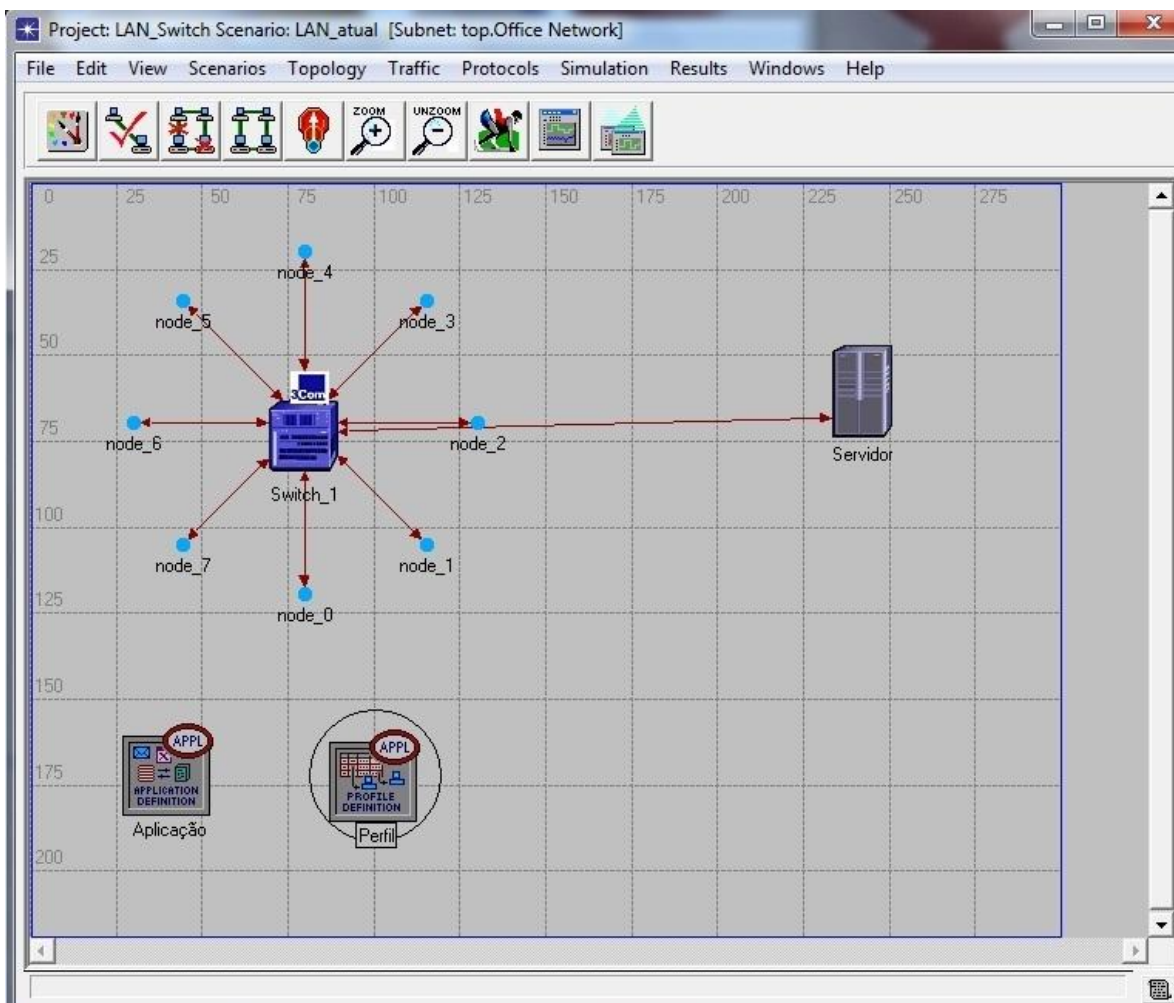 Project: LAN_Switch Scenario: LAN_atual [Subnet: top.Office Network]
File Edit View Scenarios Topology Traffic Protocols Simulation Results Windows Help
ZOOM UNZOOM
0 25 50 75 100 125 150 175 200 225 250 275
25
node_4
node_5 node_3
50
3Com
75
node_6 node_2 Servidor
Switch_1
100
node_7 node_1
125
node_0
150
APPL APPL
175
APPLICATION DEFINITION
PROFILE DEFINITION
Aplicação Perfil
200